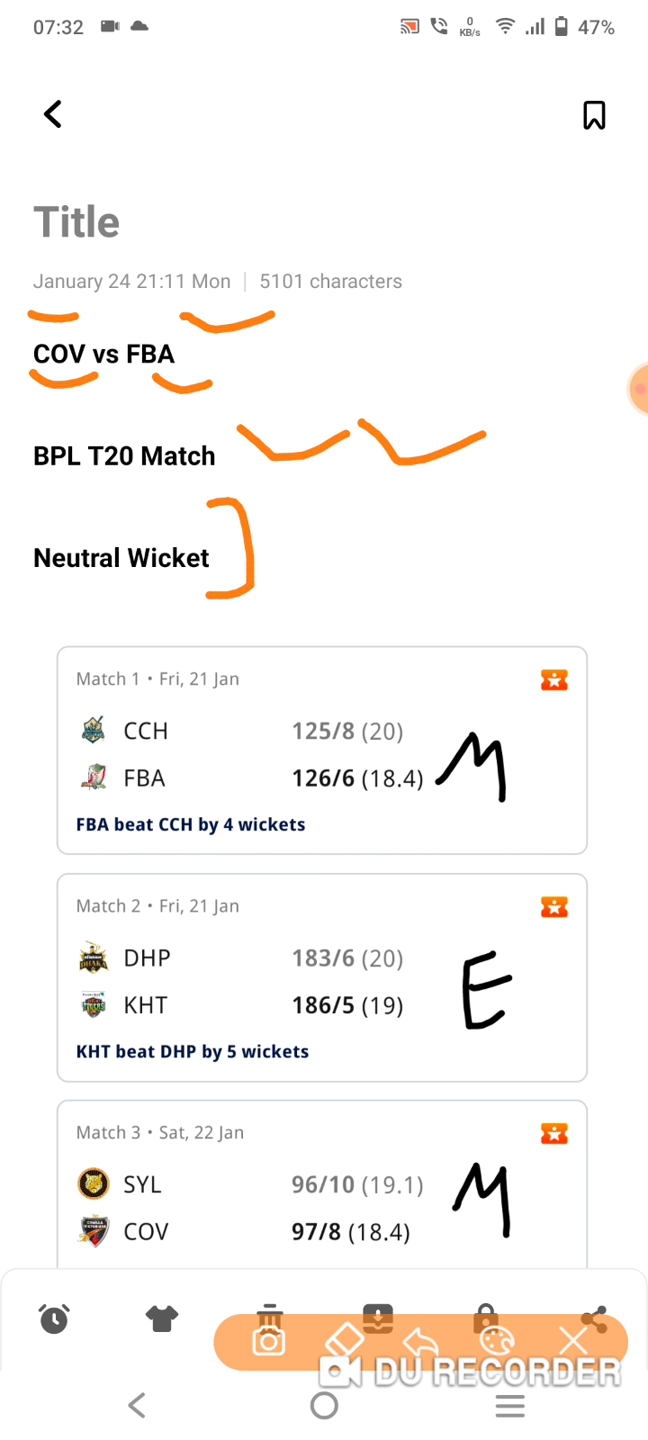 07:32 0 KB/s 47%
Title
January 24 21:11 Mon | 5101 characters
COV vs FBA
BPL T20 Match
Neutral Wicket
Match 1 • Fri, 21 Jan
CCH 125/8 (20)
FBA 126/6 (18.4) M
FBA beat CCH by 4 wickets
Match 2 • Fri, 21 Jan
DHP 183/6 (20)
KHT 186/5 (19) E
KHT beat DHP by 5 wickets
Match 3 • Sat, 22 Jan
SYL 96/10 (19.1) M
COV 97/8 (18.4)
DU RECORDER